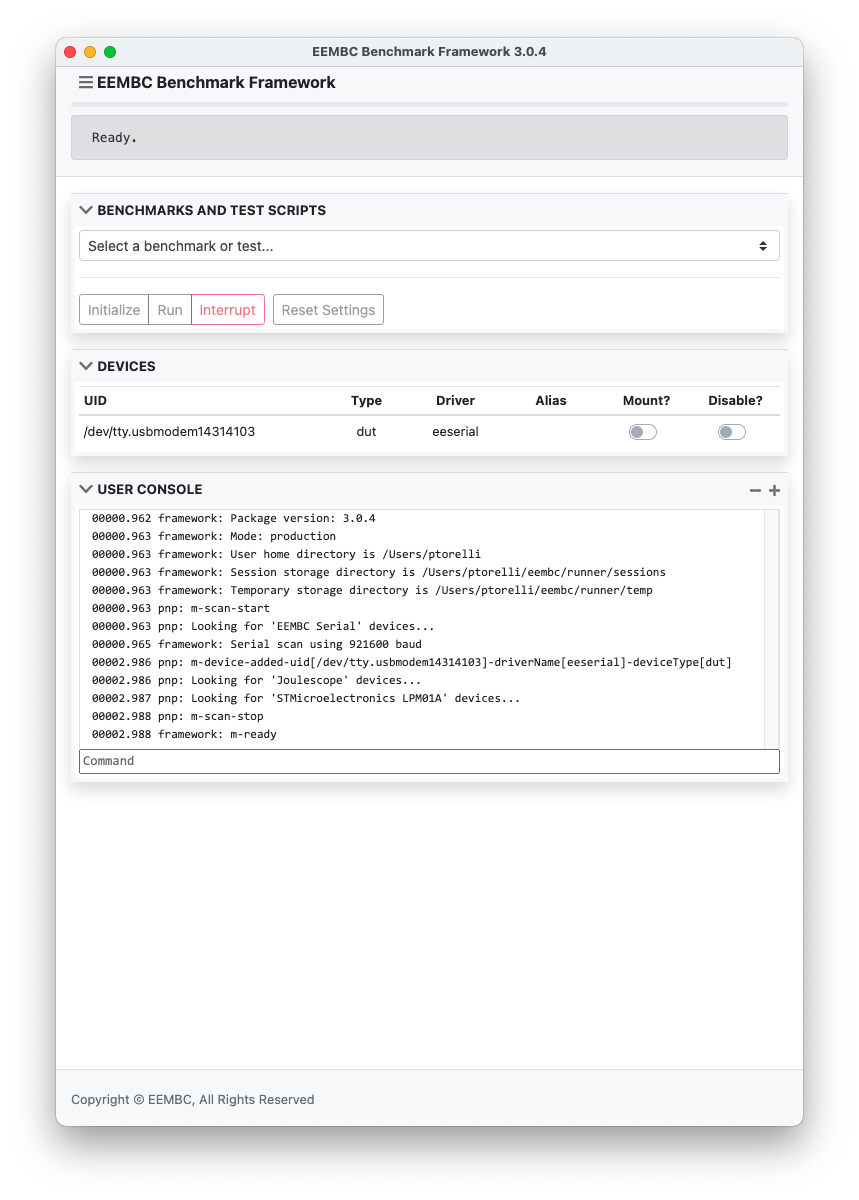 EEMBC Benchmark Framework 3.0.4
EEMBC Benchmark Framework
Ready.
BENCHMARKS AND TEST SCRIPTS
Select a benchmark or test...
Initialize Run Interrupt Reset Settings
DEVICES
UID Type Driver Alias Mount? Disable?
/dev/tty.usbmodem14314103 dut eeserial
USER CONSOLE
00000.962 framework: Package version: 3.0.4
00000.963 framework: Mode: production
00000.963 framework: User home directory is /Users/ptorelli
00000.963 framework: Session storage directory is /Users/ptorelli/eembc/runner/sessions
00000.963 framework: Temporary storage directory is /Users/ptorelli/eembc/runner/temp
00000.963 pnp: m-scan-start
00000.963 pnp: Looking for 'EEMBC Serial' devices...
00000.965 framework: Serial scan using 921600 baud
00002.986 pnp: m-device-added-uid[/dev/tty.usbmodem14314103]-driverName[eeserial]-deviceType[dut]
00002.986 pnp: Looking for 'Joulescope' devices...
00002.987 pnp: Looking for 'STMicroelectronics LPM01A' devices...
00002.988 pnp: m-scan-stop
00002.988 framework: m-ready
Command
Copyright © EEMBC, All Rights Reserved